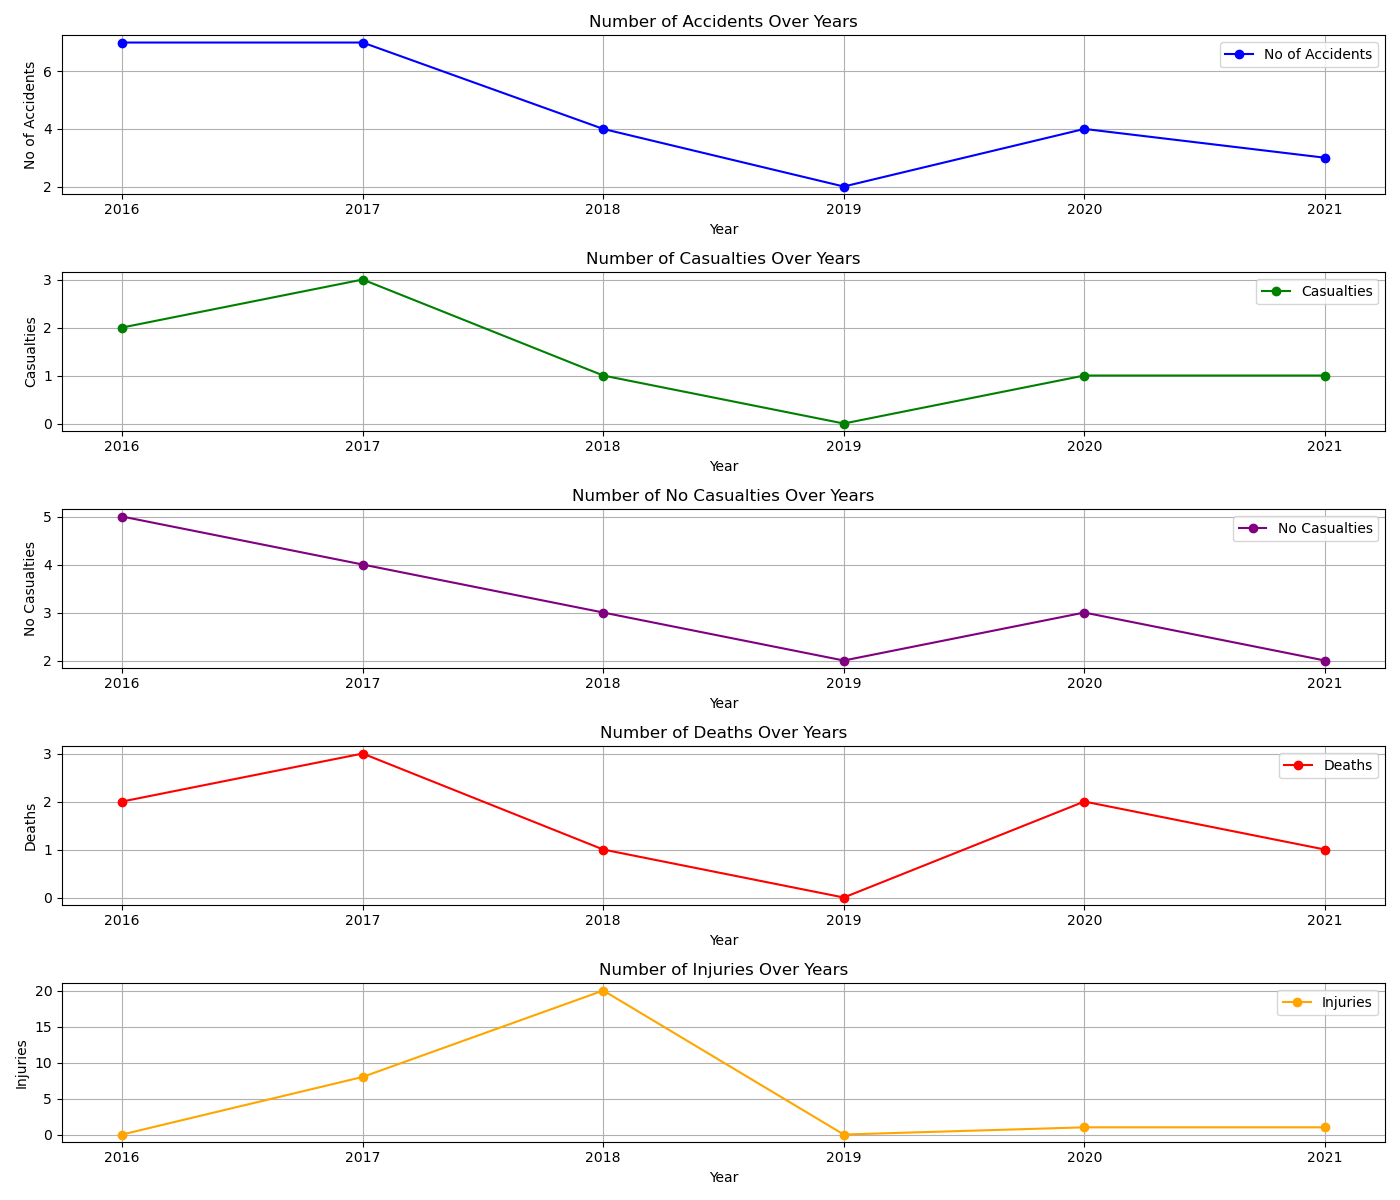 Number of Accidents Over Years
No of Accidents
No of Accidents
6
4
2
2016 2017 2018 2019 2020 2021
Year
Number of Casualties Over Years
Casualties
Casualties
3
2
1
0
2016 2017 2018 2019 2020 2021
Year
Number of No Casualties Over Years
No Casualties
No Casualties
5
4
3
2
2016 2017 2018 2019 2020 2021
Year
Number of Deaths Over Years
Deaths
Deaths
3
2
1
0
2016 2017 2018 2019 2020 2021
Year
Number of Injuries Over Years
Injuries
Injuries
20
15
10
5
0
2016 2017 2018 2019 2020 2021
Year